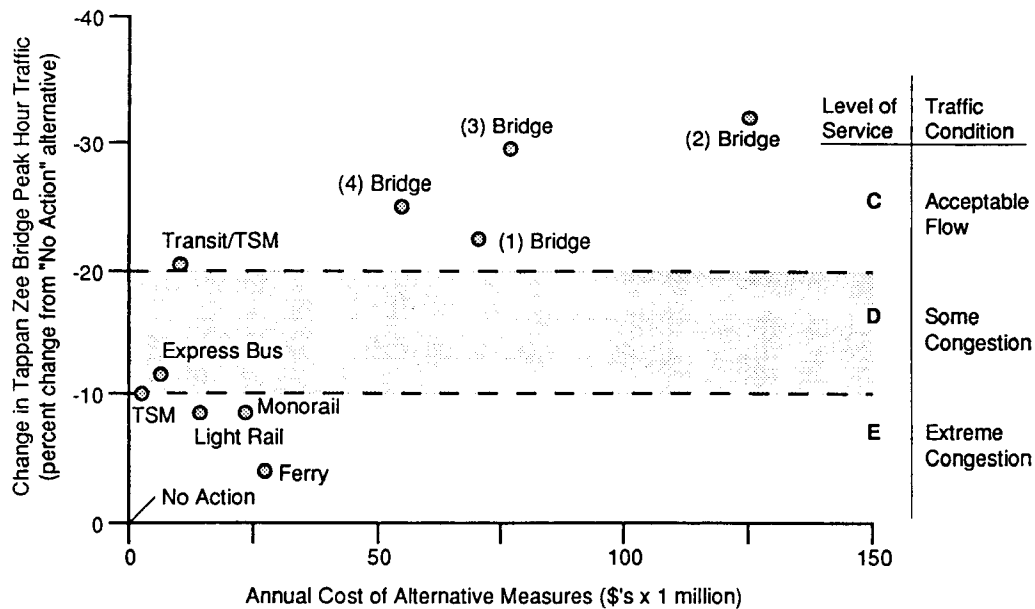 Change in Tappan Zee Bridge Peak Hour Traffic
(percent change from "No Action" alternative)
-40
-30
-20
-10
0
(3) Bridge
(2) Bridge
(4) Bridge
(1) Bridge
Transit/TSM
Express Bus
TSM
Monorail
Light Rail
Ferry
No Action
Level of
Service
Traffic
Condition
C
Acceptable
Flow
D
Some
Congestion
E
Extreme
Congestion
0
50
100
150
Annual Cost of Alternative Measures ($'s x 1 million)